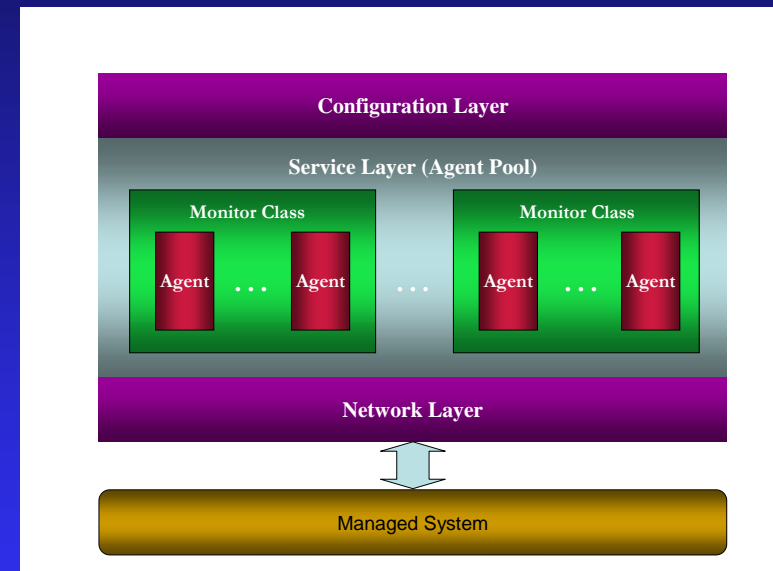 Configuration Layer
Service Layer (Agent Pool)
Monitor Class Monitor Class
Agent ... Agent ... Agent ... Agent
Network Layer
Managed System